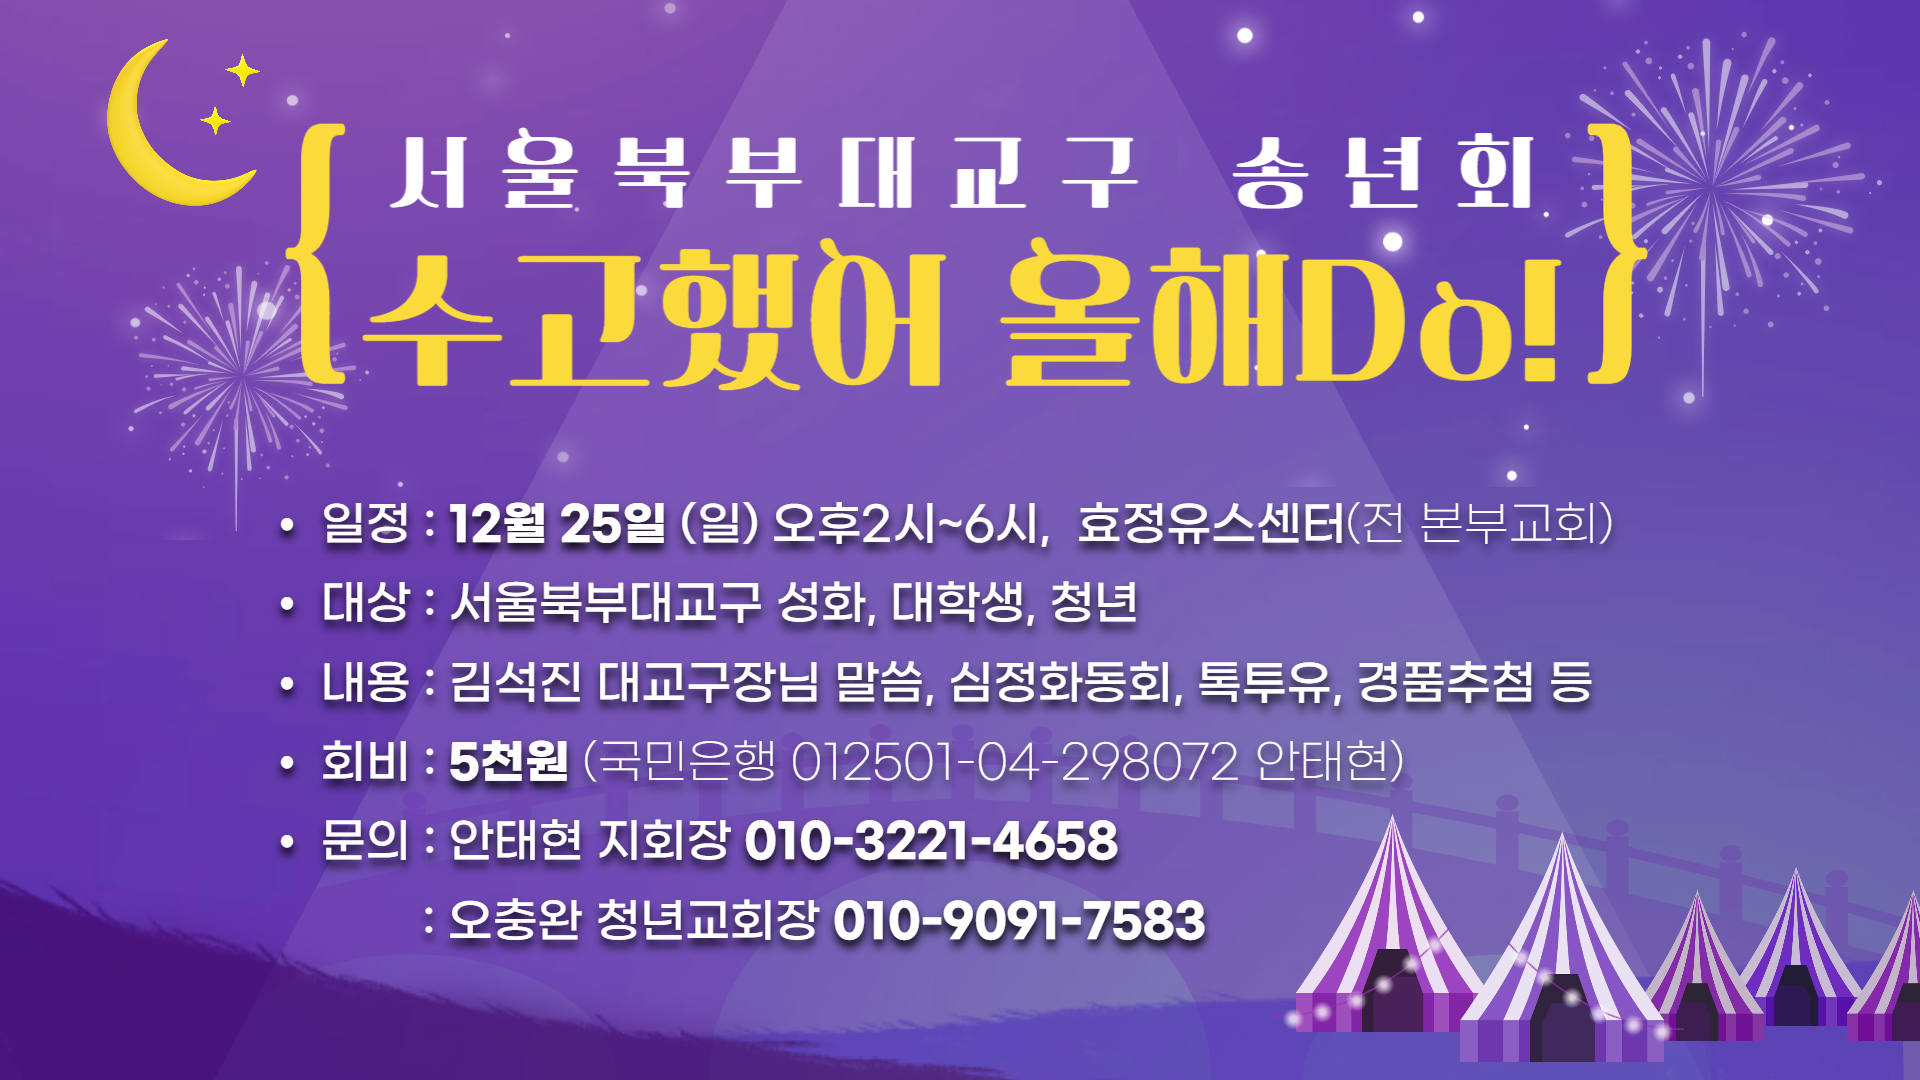 서울북부대교구 송년회
{ 수고했어 올해Do! }
• 일정 : 12월 25일 (일) 오후2시~6시, 효정유스센터(전 본부교회)
• 대상 : 서울북부대교구 성화, 대학생, 청년
• 내용 : 김석진 대교구장님 말씀, 심정화동회, 톡투유, 경품추첨 등
• 회비 : 5천원 (국민은행 012501-04-298072 안태현)
• 문의 : 안태현 지회장 010-3221-4658
: 오충완 청년교회장 010-9091-7583